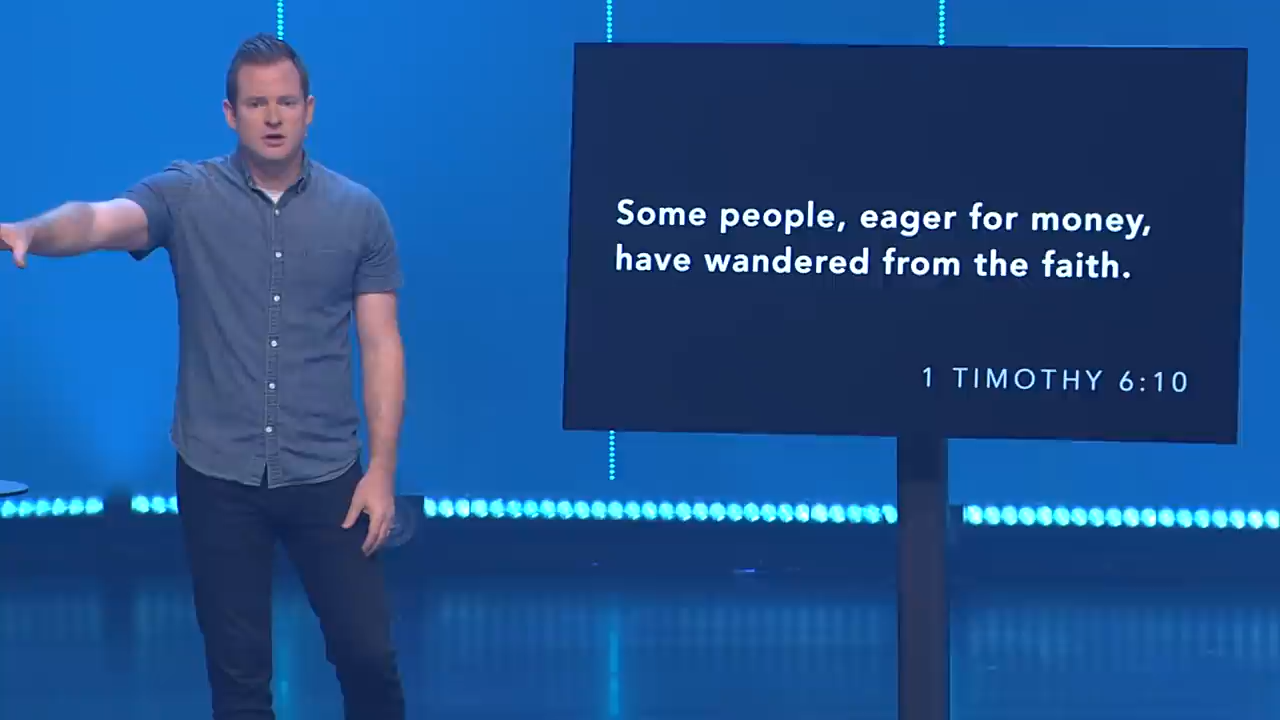 Some people, eager for money,
have wandered from the faith.
1 TIMOTHY 6:10